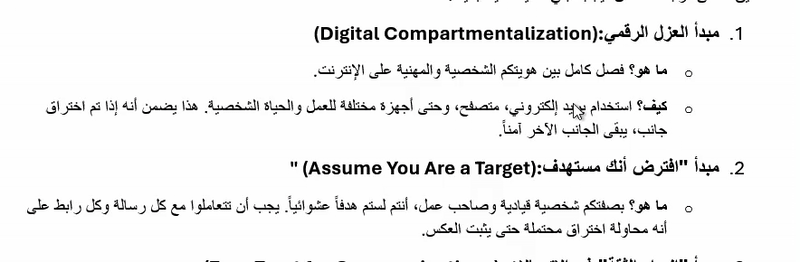 1. مبدأ العزل الرقمي:(Digital Compartmentalization)
o ما هو؟ فصل كامل بين هويتكم الشخصية والمهنية على الإنترنت.
o كيف؟ استخدام بريد إلكتروني، متصفح، وحتى أجهزة مختلفة للعمل والحياة الشخصية. هذا يضمن أنه إذا تم اختراق
جانب، يبقى الجانب الآخر آمناً.
2. مبدأ "افترض أنك مستهدف:(Assume You Are a Target) "
o ما هو؟ بصفتكم شخصية قيادية وصاحب عمل، أنتم لستم هدفاً عشوائياً. يجب أن تتعاملوا مع كل رسالة وكل رابط على
أنه محاولة اختراق محتملة حتى يثبت العكس.